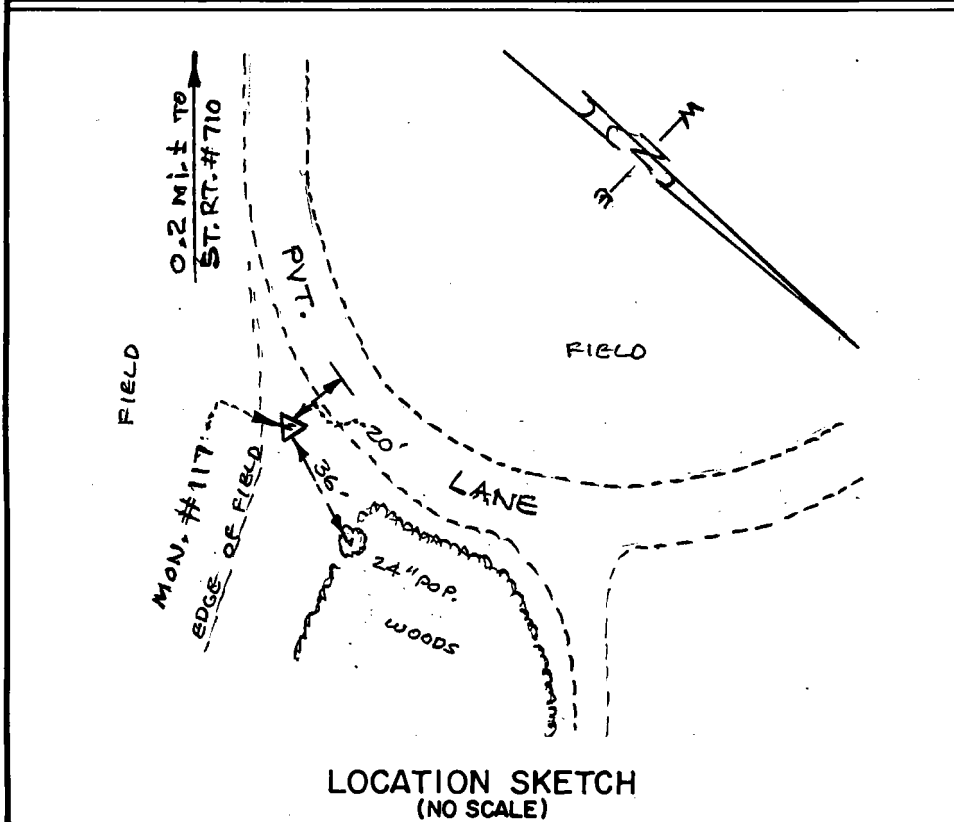 0.2 Mi.± TO
ST. RT. #710
PVT.
LANE
FIELD
FIELD
N
E
MON. #117
EDGE OF FIELD
20'
36'
24" POP.
WOODS
LOCATION SKETCH
(NO SCALE)